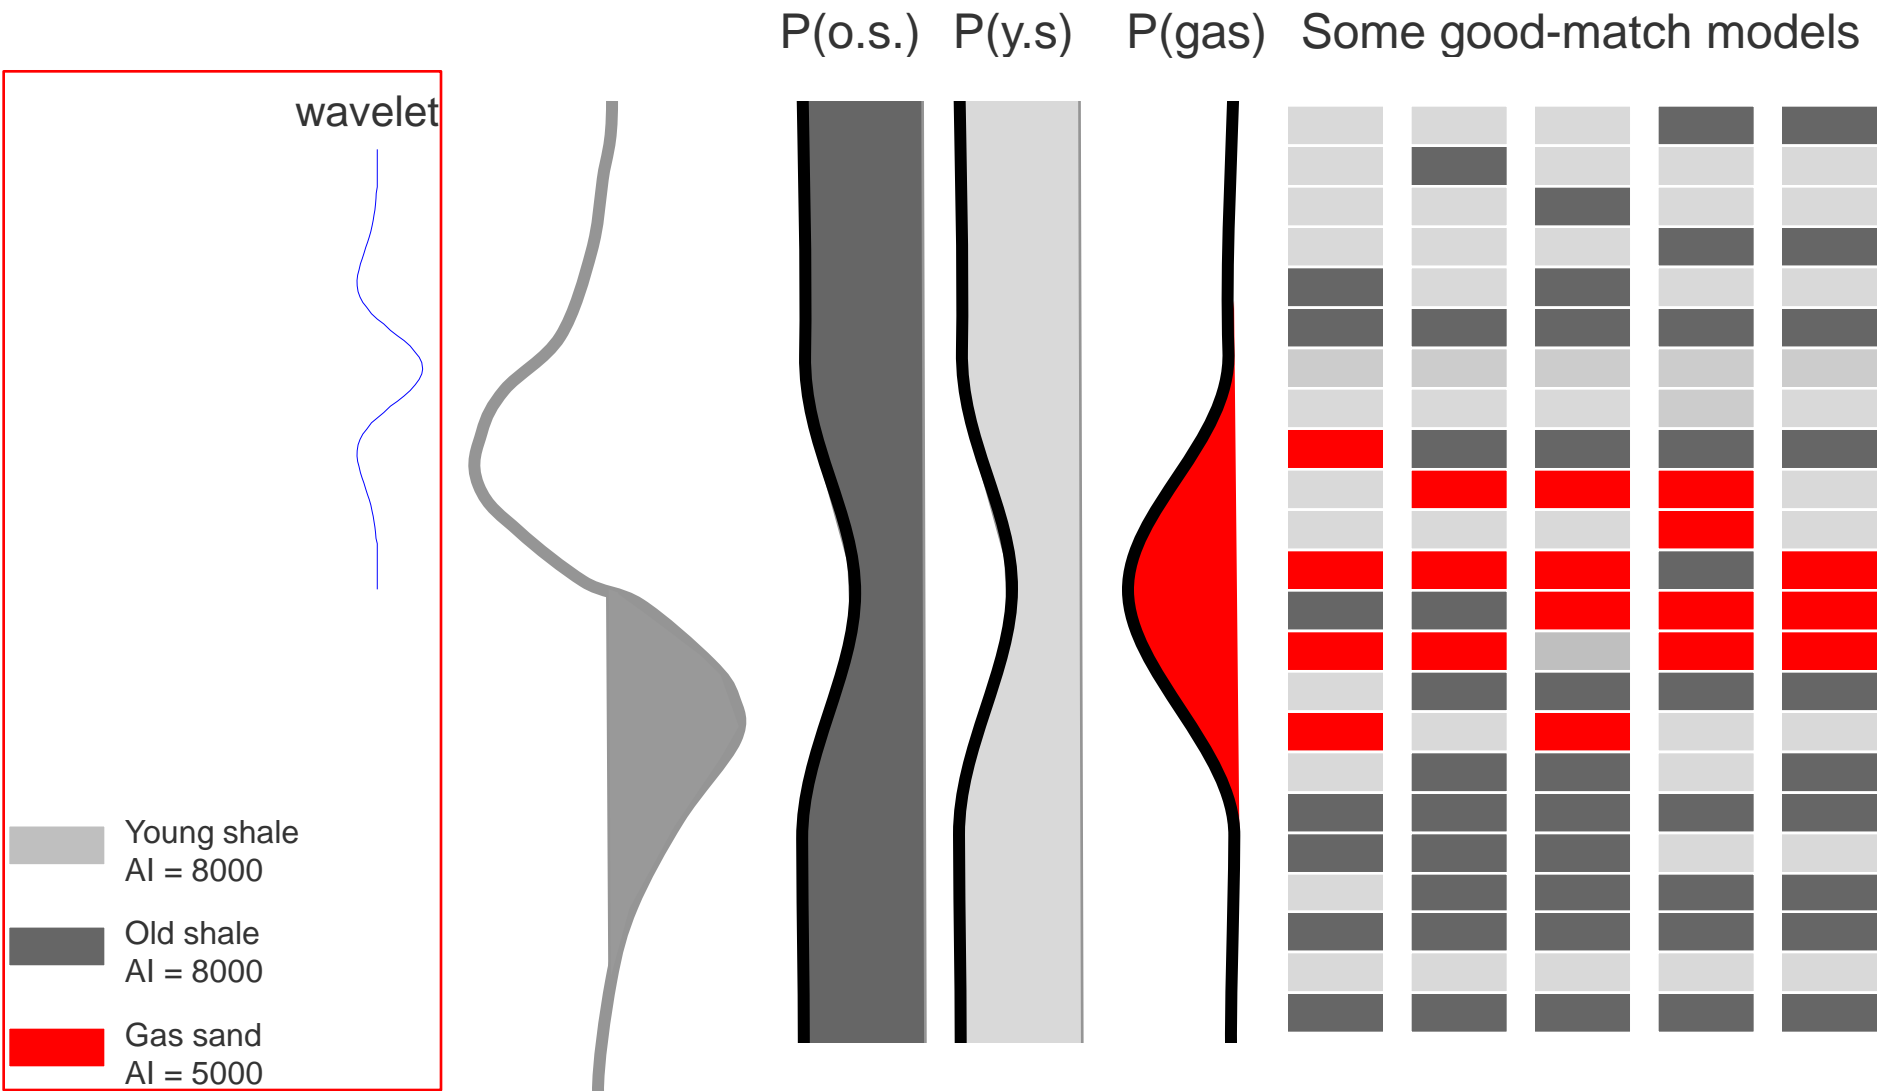 P(o.s.) P(y.s) P(gas) Some good-match models
wavelet
Young shale
AI = 8000
Old shale
AI = 8000
Gas sand
AI = 5000